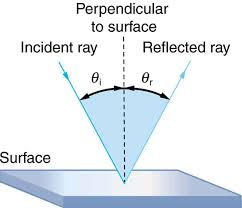 Perpendicular
to surface
Incident ray
Reflected ray
θi
θr
Surface